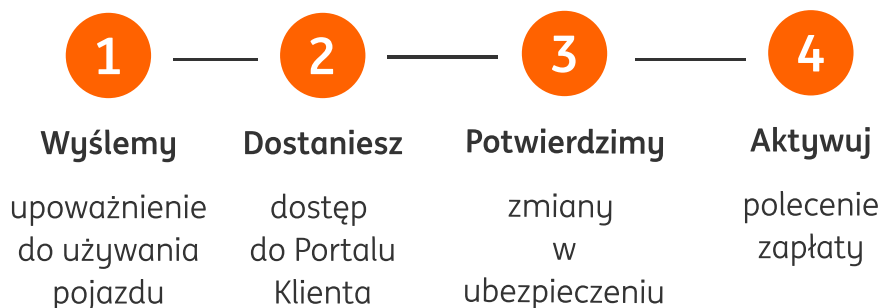 1
Wyślemy
upoważnienie
do używania
pojazdu
2
Dostaniesz
dostęp
do Portalu
Klienta
3
Potwierdzimy
zmiany
w
ubezpieczeniu
4
Aktywuj
polecenie
zapłaty